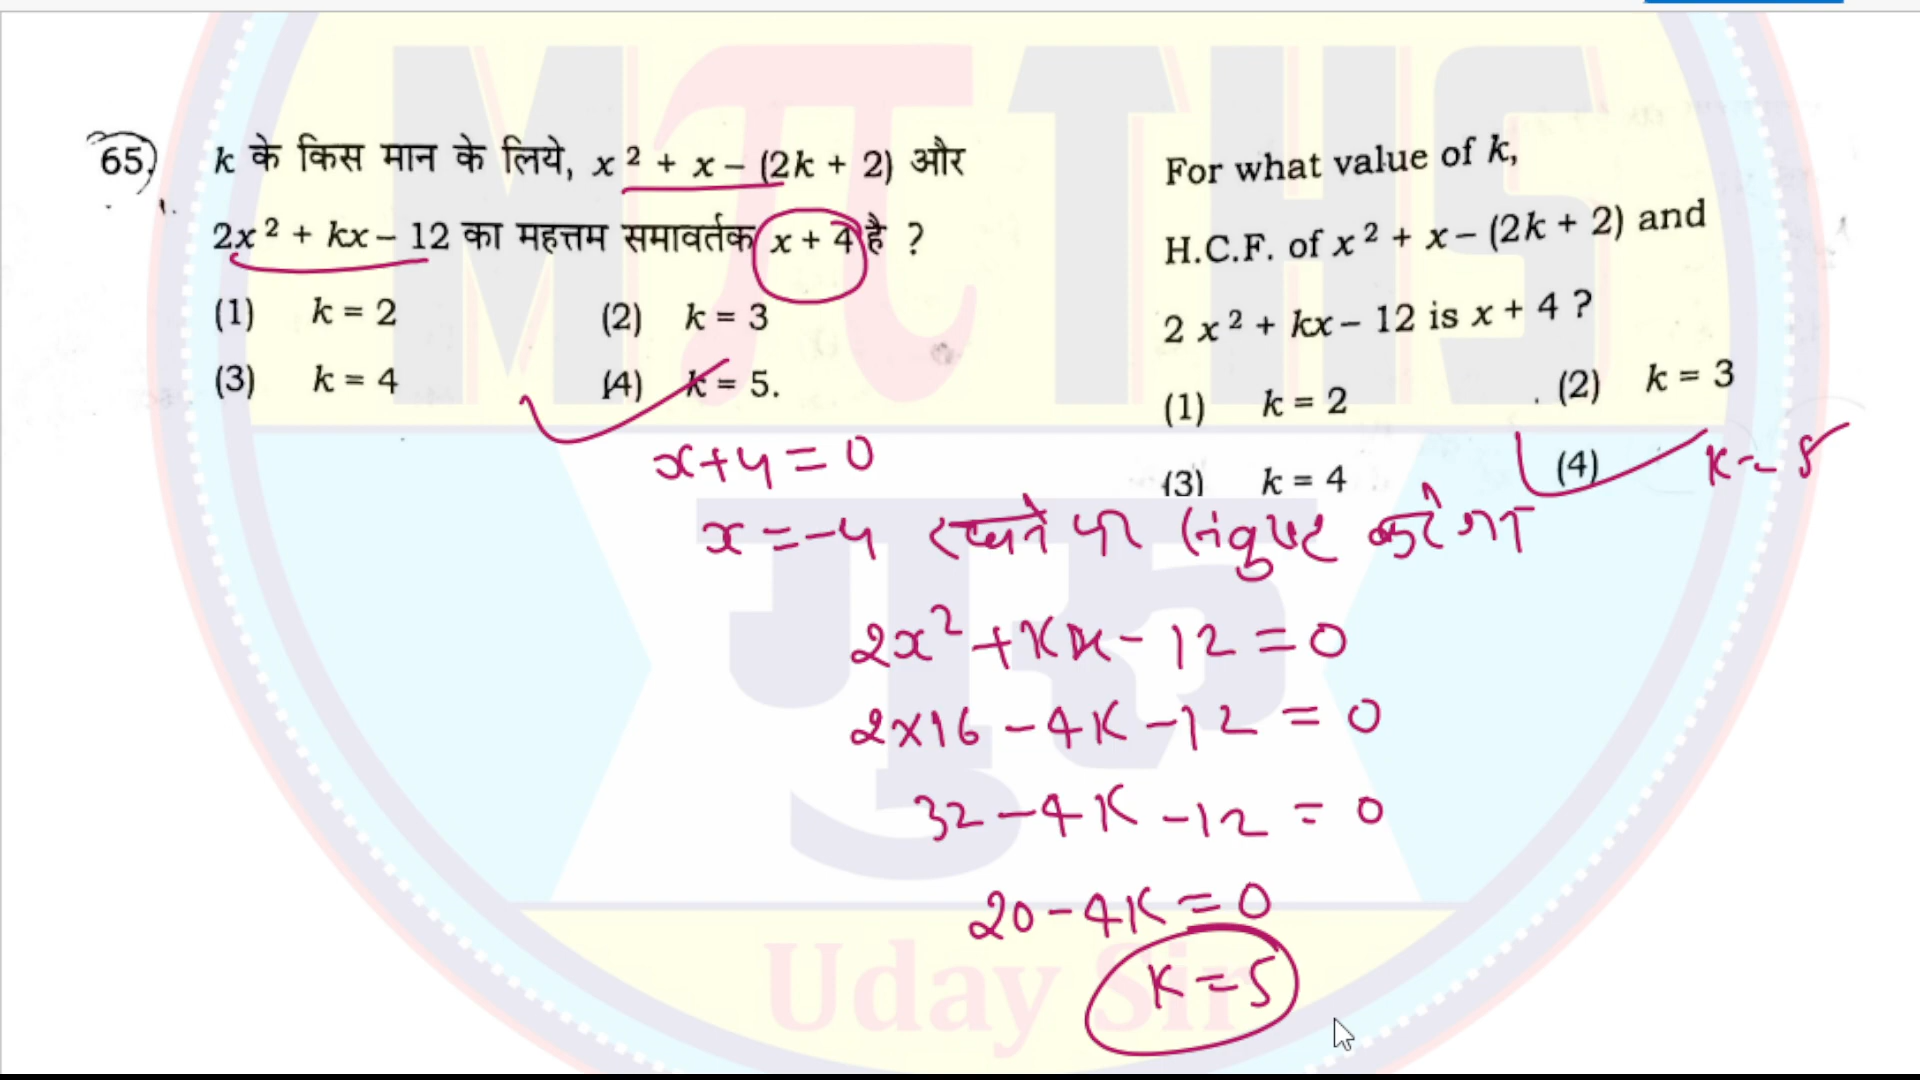 65. k के किस मान के लिये, x² + x – (2k + 2) और
2x² + kx – 12 का महत्तम समावर्तक x + 4 है ?
(1) k = 2 (2) k = 3
(3) k = 4 (4) k = 5.
For what value of k,
H.C.F. of x² + x – (2k + 2) and
2 x² + kx – 12 is x + 4 ?
(1) k = 2 (2) k = 3
(3) k = 4 (4) k = 5
x+4=0
x=-4 रखने पर संतुष्ट करेगा
2x²+Kx-12=0
2x16-4K-12=0
32-4K-12=0
20-4K=0
K=5
MπTHS
गुरु
Uday Sir